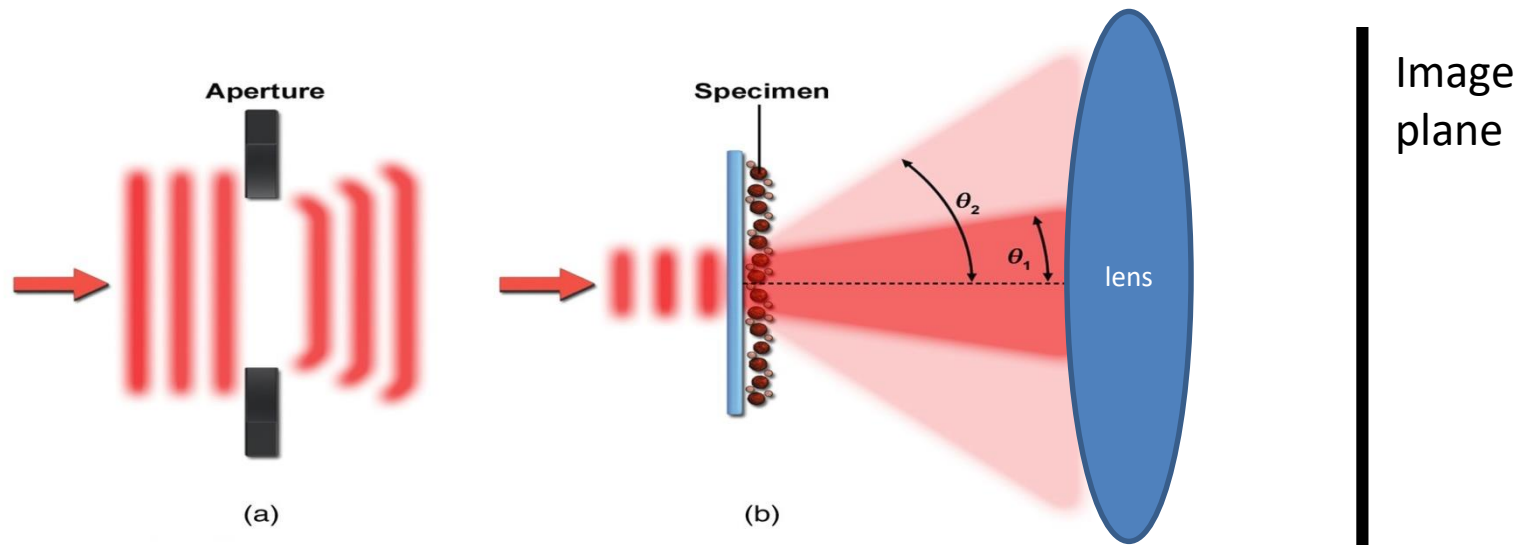 Aperture
(a)
Specimen
θ₂
θ₁
(b)
lens
Image
plane